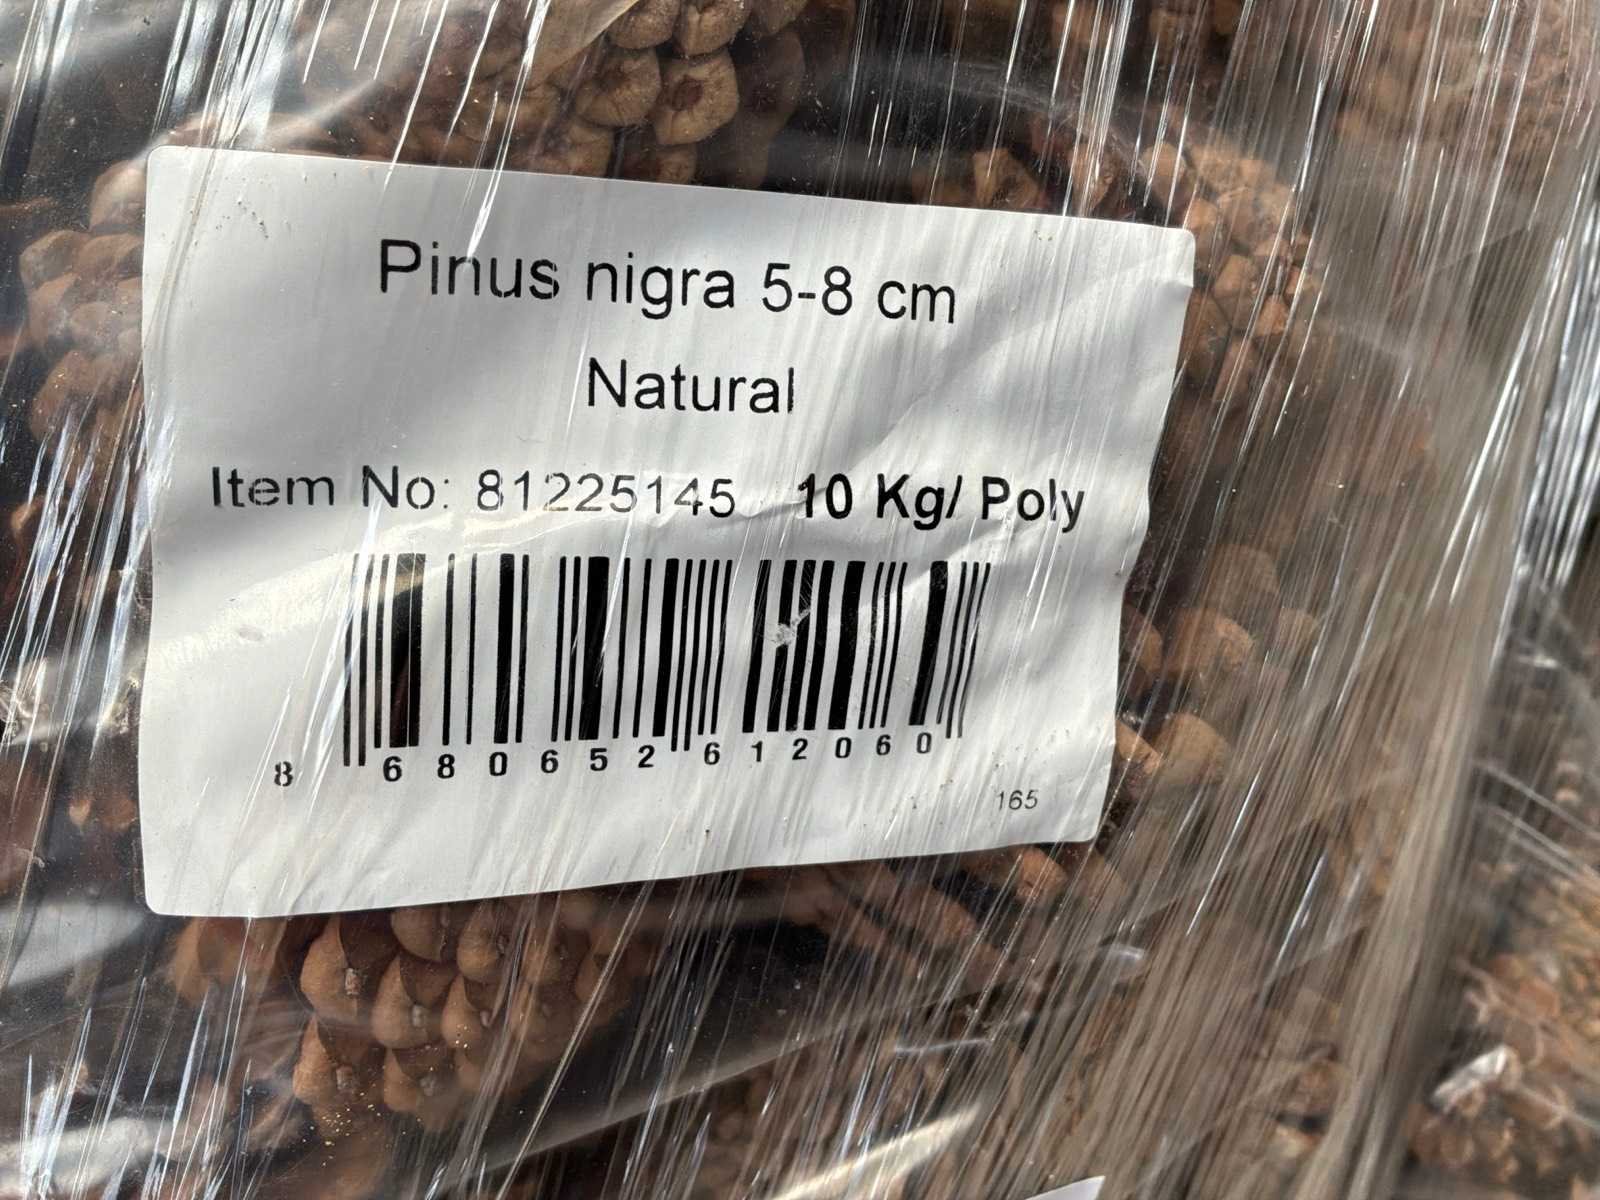 Pinus nigra 5-8 cm
Natural
Item No: 81225145 10 Kg/ Poly
8 680652 612060
165